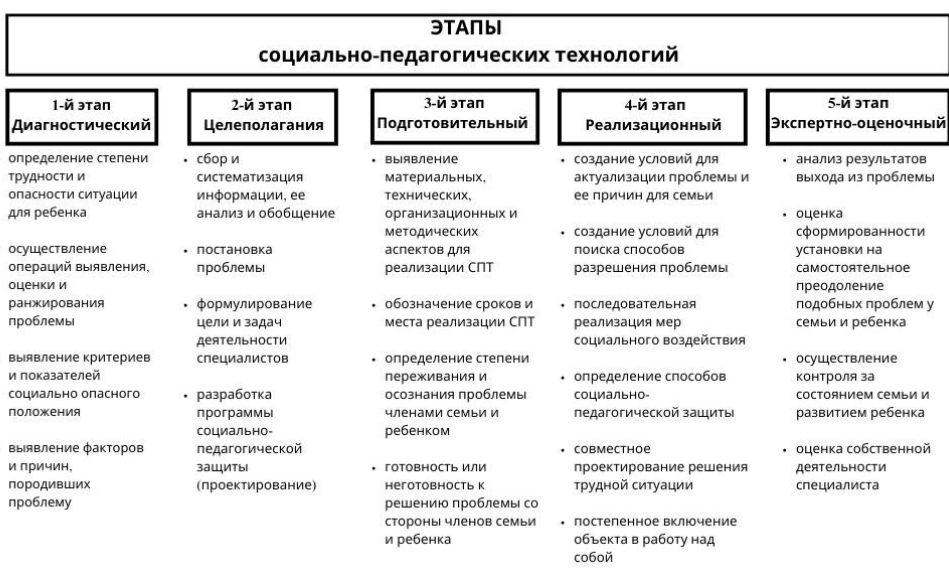 ЭТАПЫ
социально-педагогических технологий
1-й этап
Диагностический
определение степени
трудности и
опасности ситуации
для ребенка
осуществление
операций выявления,
оценки и
ранжирования
проблемы
выявление критериев
и показателей
социально опасного
положения
выявление факторов
и причин,
породивших
проблему
2-й этап
Целеполагания
• сбор и
систематизация
информации, ее
анализ и обобщение
• постановка
проблемы
• формулирование
цели и задач
деятельности
специалистов
• разработка
программы
социально-
педагогической
защиты
(проектирование)
3-й этап
Подготовительный
• выявление
материальных,
технических,
организационных и
методических
аспектов для
реализации СПТ
• обозначение сроков и
места реализации СПТ
• определение степени
переживания и
осознания проблемы
членами семьи и
ребенком
• готовность или
неготовность к
решению проблемы со
стороны членов семьи
и ребенка
4-й этап
Реализационный
• создание условий для
актуализации проблемы и
ее причин для семьи
• создание условий для
поиска способов
разрешения проблемы
• последовательная
реализация мер
социального воздействия
• определение способов
социально-
педагогической защиты
• совместное
проектирование решения
трудной ситуации
• постепенное включение
объекта в работу над
собой
5-й этап
Экспертно-оценочный
• анализ результатов
выхода из проблемы
• оценка
сформированности
установки на
самостоятельное
преодоление
подобных проблем у
семьи и ребенка
• осуществление
контроля за
состоянием семьи и
развитием ребенка
• оценка собственной
деятельности
специалиста